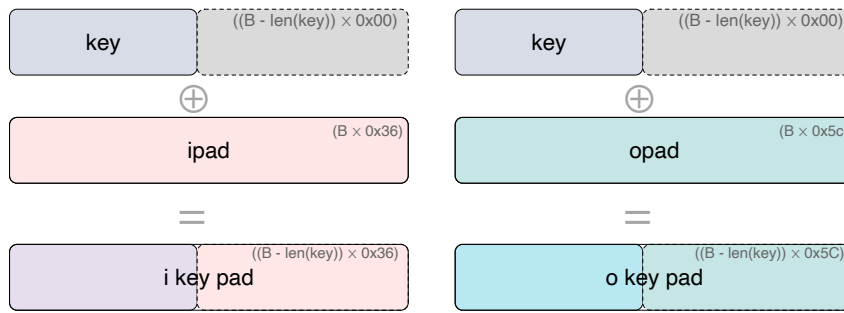 ((B - len(key)) × 0x00)
key
((B - len(key)) × 0x00)
key
⊕
⊕
(B × 0x36)
ipad
(B × 0x5c
opad
=
=
((B - len(key)) × 0x36)
i key pad
((B - len(key)) × 0x5C)
o key pad